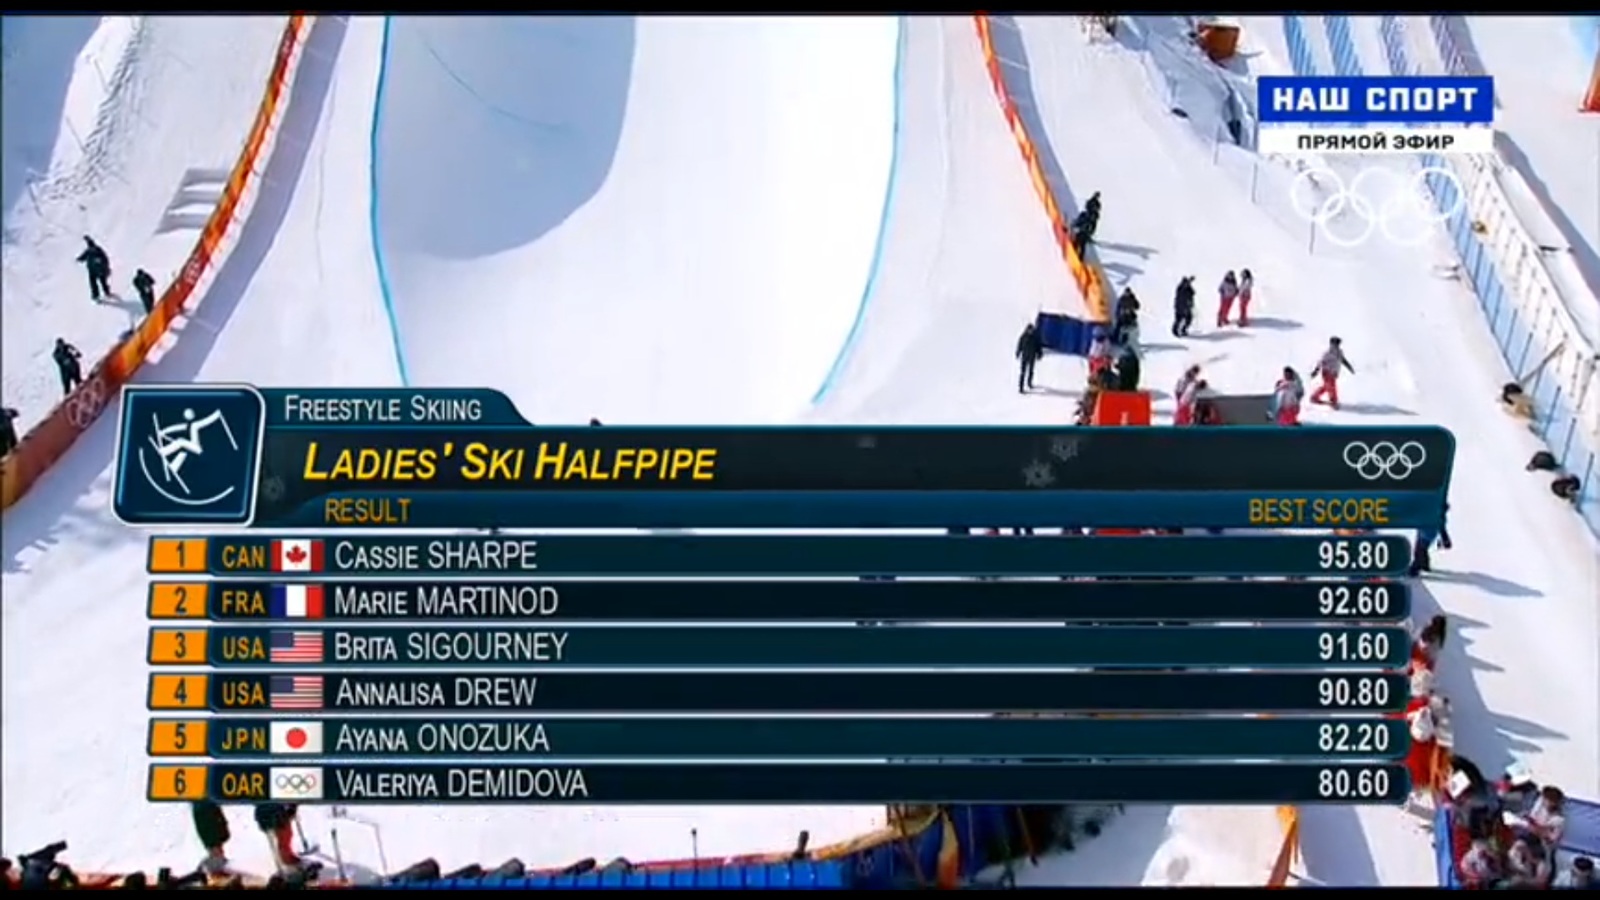 НАШ СПОРТ
ПРЯМОЙ ЭФИР
FREESTYLE SKIING
LADIES' SKI HALFPIPE
RESULT BEST SCORE
1 CAN CASSIE SHARPE 95.80
2 FRA MARIE MARTINOD 92.60
3 USA BRITA SIGOURNEY 91.60
4 USA ANNALISA DREW 90.80
5 JPN AYANA ONOZUKA 82.20
6 OAR VALERIYA DEMIDOVA 80.60